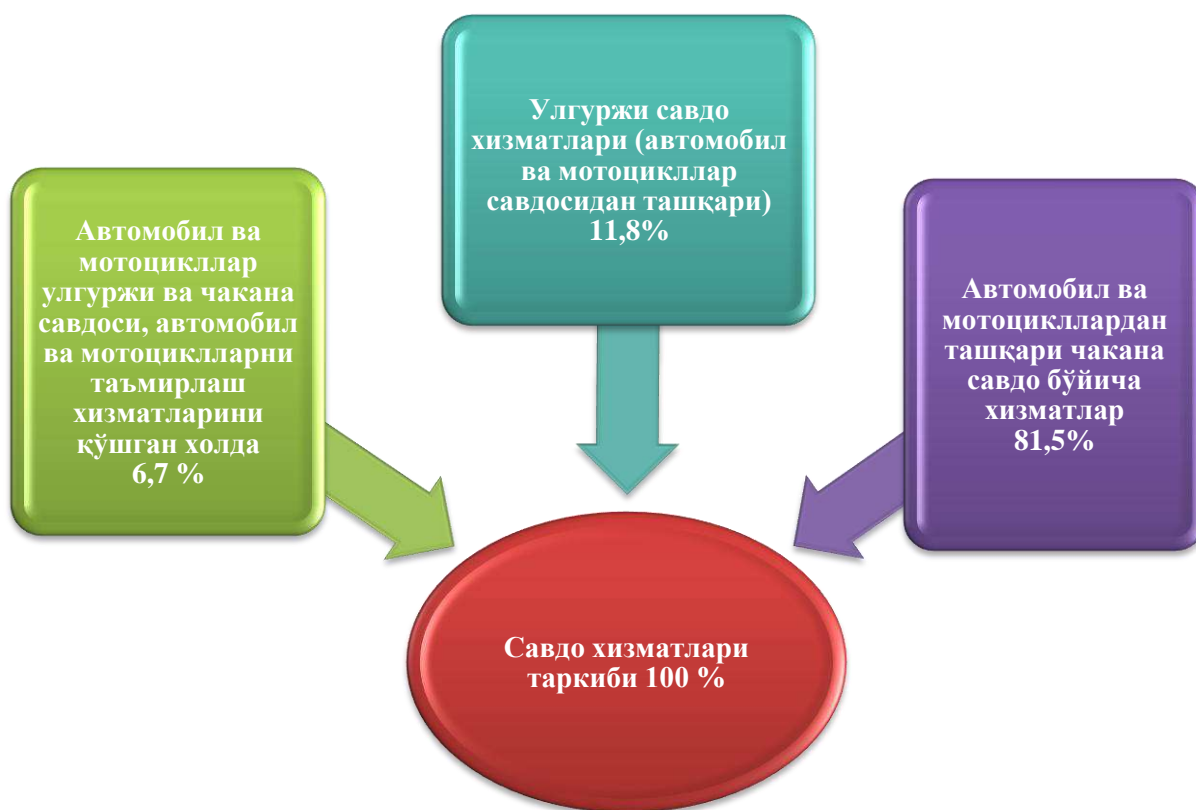 Улгуржи савдо
хизматлари (автомобил
ва мотоцикллар
савдосидан ташқари)
11,8%
Автомобил ва
мотоцикллар
улгуржи ва чакана
савдоси, автомобил
ва мотоциклларни
таъмирлаш
хизматларини
қўшган холда
6,7 %
Автомобил ва
мотоцикллардан
ташқари чакана
савдо бўйича
хизматлар
81,5%
Савдо хизматлари
таркиби 100 %